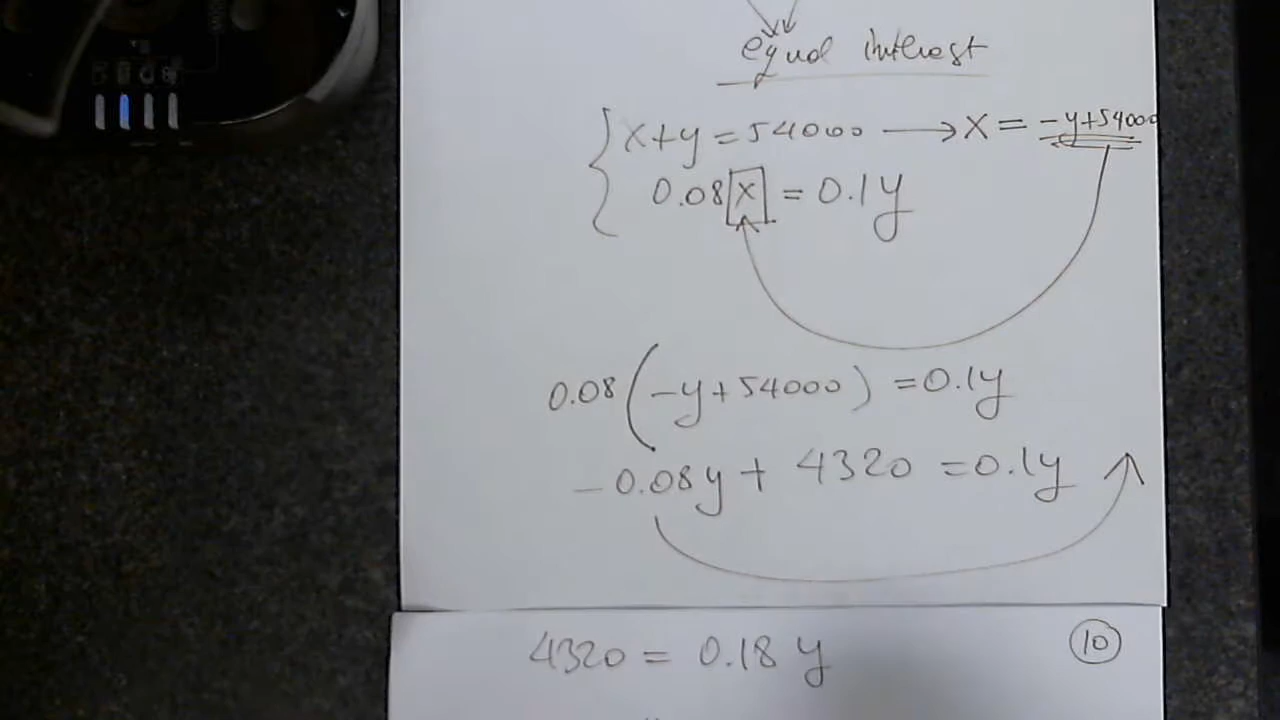 equal interest
x+y=54000 → x = -y+54000
0.08x = 0.1y
0.08(-y+54000) =0.1y
-0.08y+ 4320 =0.1y
4320 = 0.18 y
10